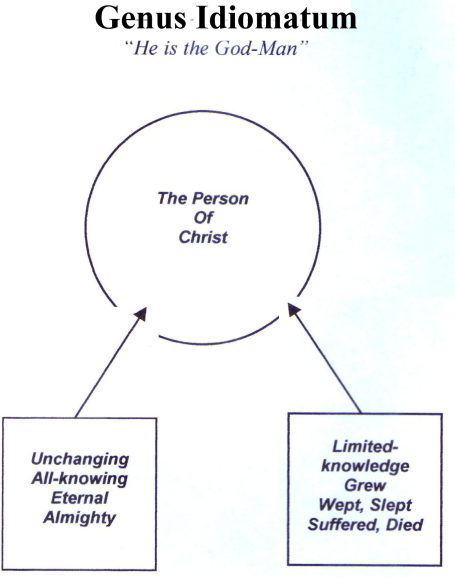 Genus Idiomatum
“He is the God-Man”
The Person
Of
Christ
Unchanging
All-knowing
Eternal
Almighty
Limited-
knowledge
Grew
Wept, Slept
Suffered, Died